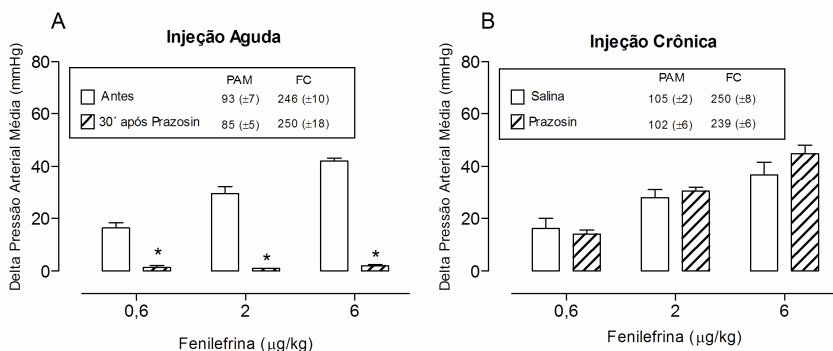 A
Injeção Aguda
Delta Pressão Arterial Média (mmHg)
80
60
40
20
0
PAM FC
Antes 93 (±7) 246 (±10)
30´ após Prazosin 85 (±5) 250 (±18)
* * *
0,6 2 6
Fenilefrina (μg/kg)
B
Injeção Crônica
Delta Pressão Arterial Média (mmHg)
80
60
40
20
0
PAM FC
Salina 105 (±2) 250 (±8)
Prazosin 102 (±6) 239 (±6)
0,6 2 6
Fenilefrina (μg/kg)